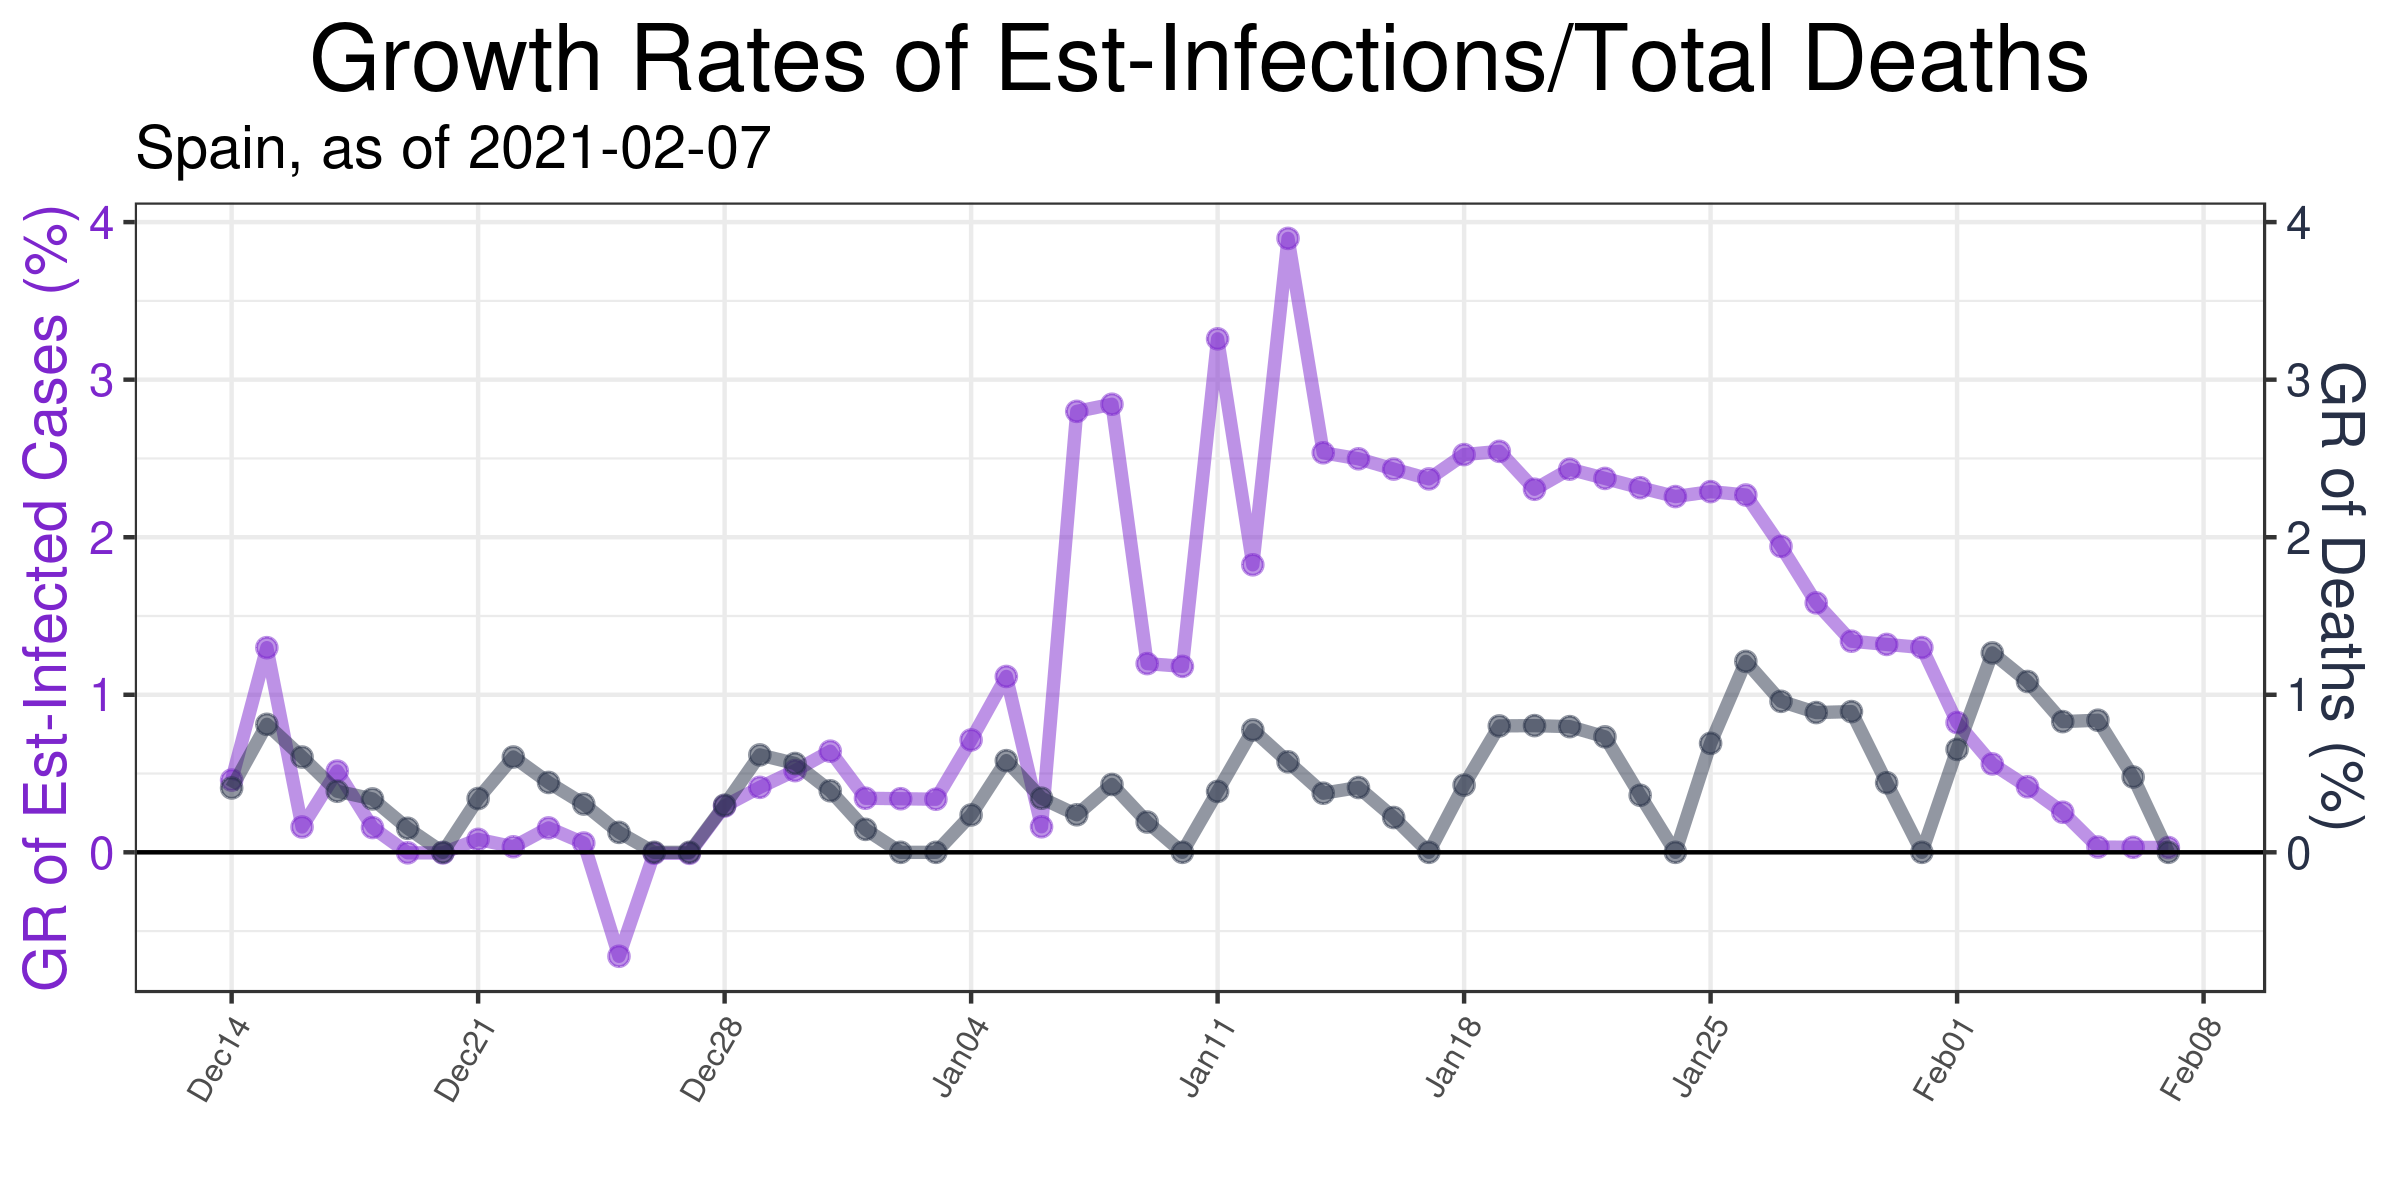 Growth Rates of Est-Infections/Total Deaths
Spain, as of 2021-02-07
GR of Est-Infected Cases (%)
4
3
2
1
0
4
3
2
1
0
GR of Deaths (%)
Dec14
Dec21
Dec28
Jan04
Jan11
Jan18
Jan25
Feb01
Feb08